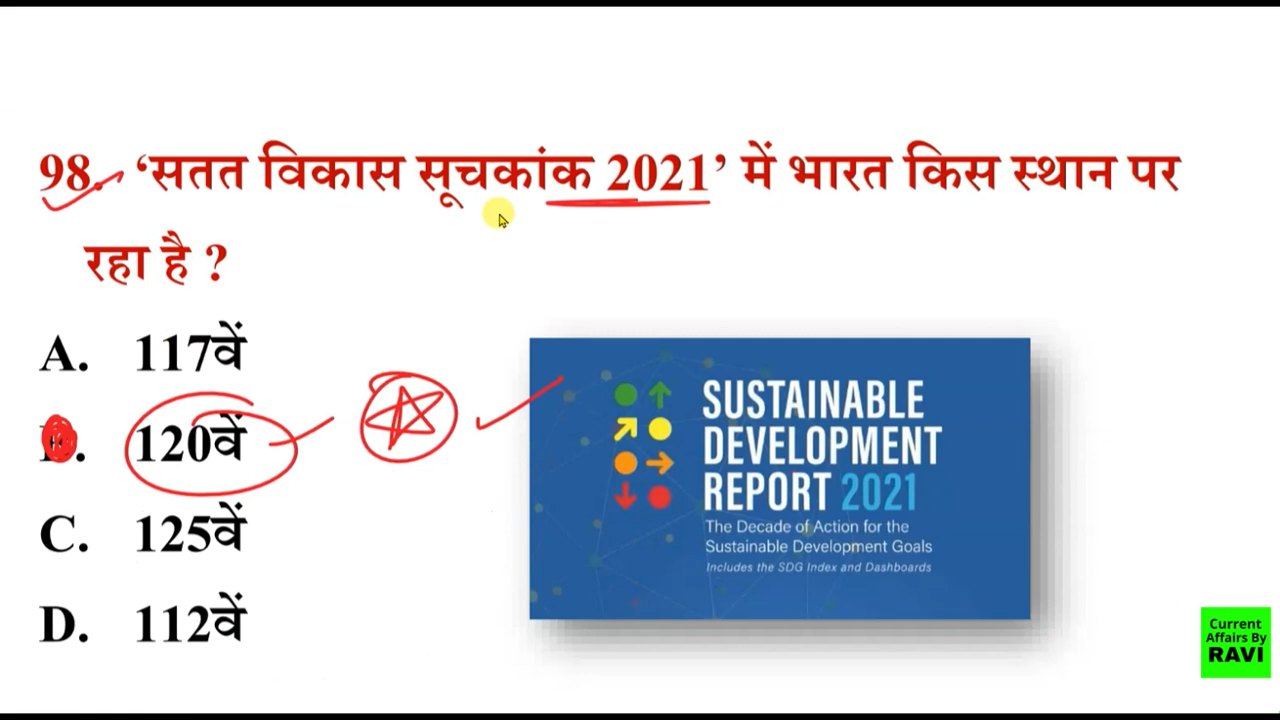 98. ‘सतत विकास सूचकांक 2021’ में भारत किस स्थान पर
रहा है ?
A. 117वें
120वें
C. 125वें
D. 112वें
SUSTAINABLE
DEVELOPMENT
REPORT 2021
The Decade of Action for the
Sustainable Development Goals
Includes the SDG Index and Dashboards
Current
Affairs By
RAVI